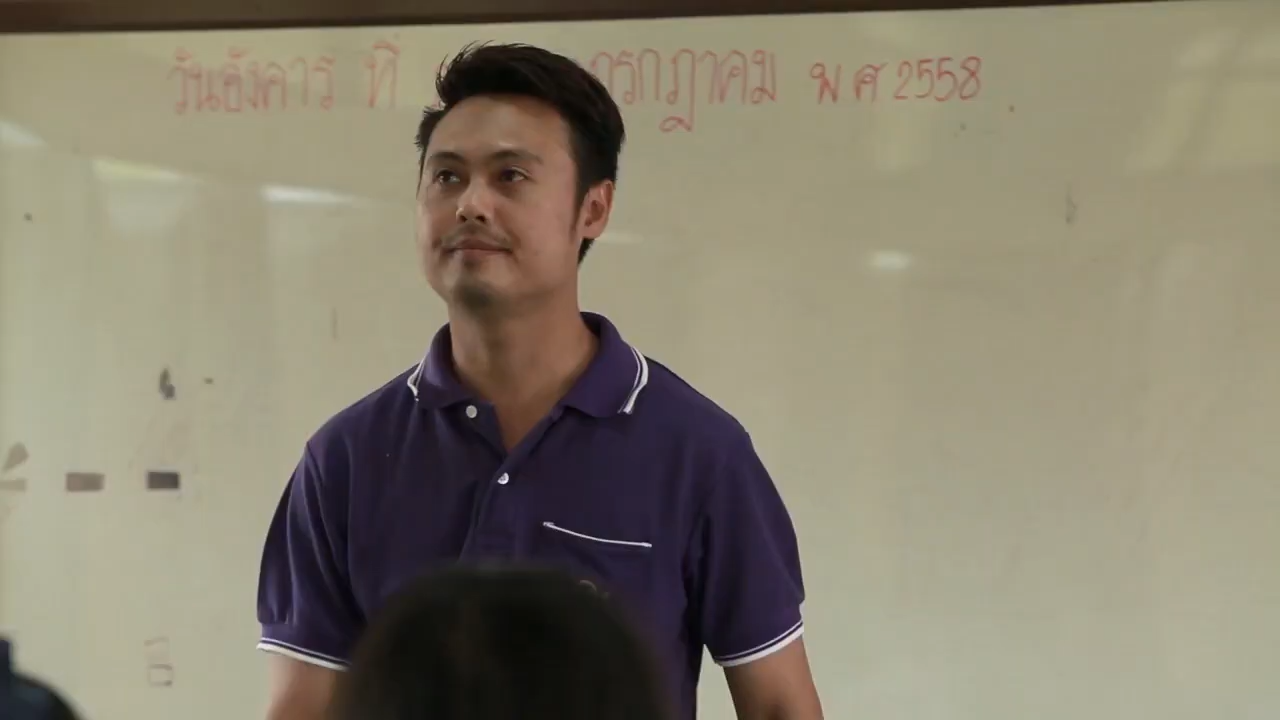 วันอังคาร ที่ กรกฎาคม พ ศ 2558